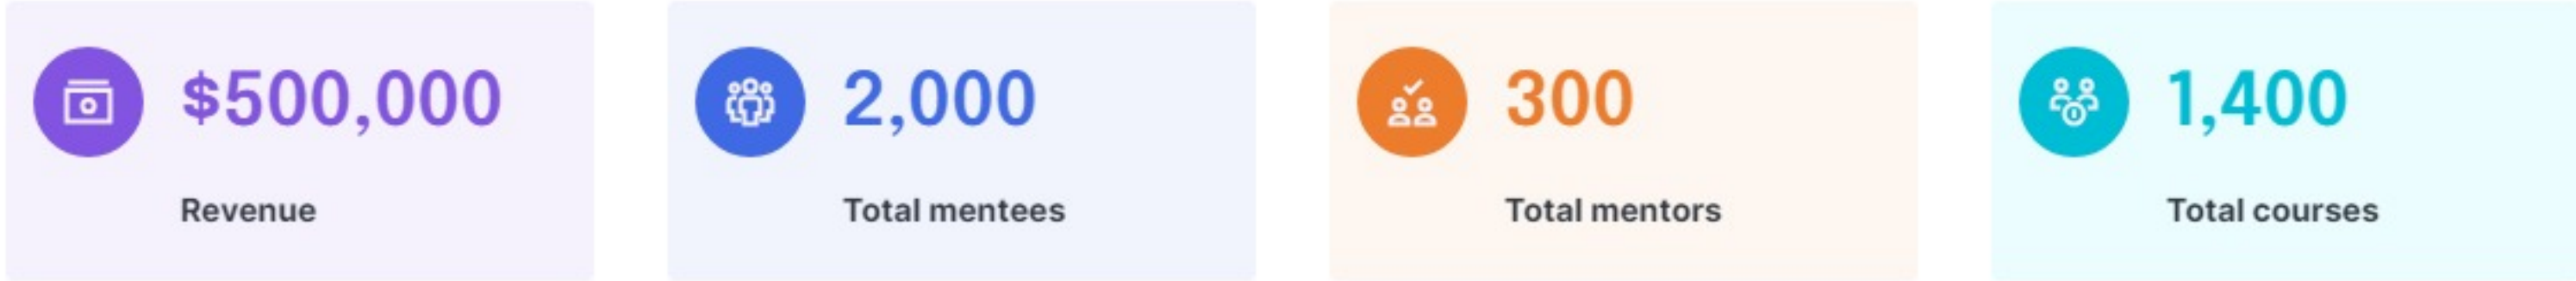 $500,000
Revenue
2,000
Total mentees
300
Total mentors
1,400
Total courses